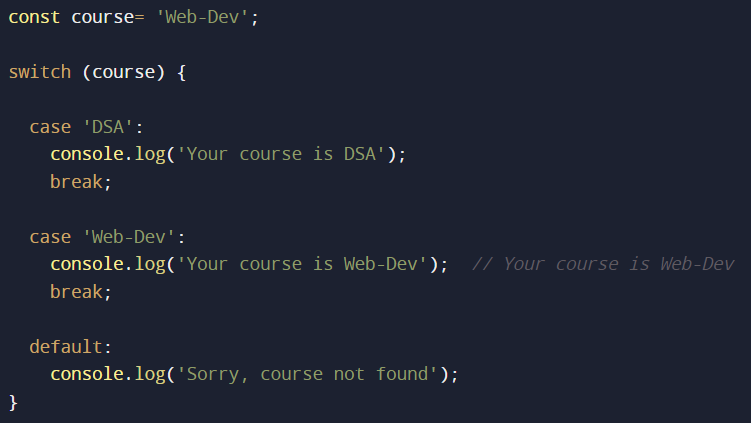 const course= 'Web-Dev';
switch (course) {
case 'DSA':
console.log('Your course is DSA');
break;
case 'Web-Dev':
console.log('Your course is Web-Dev');  // Your course is Web-Dev
break;
default:
console.log('Sorry, course not found');
}